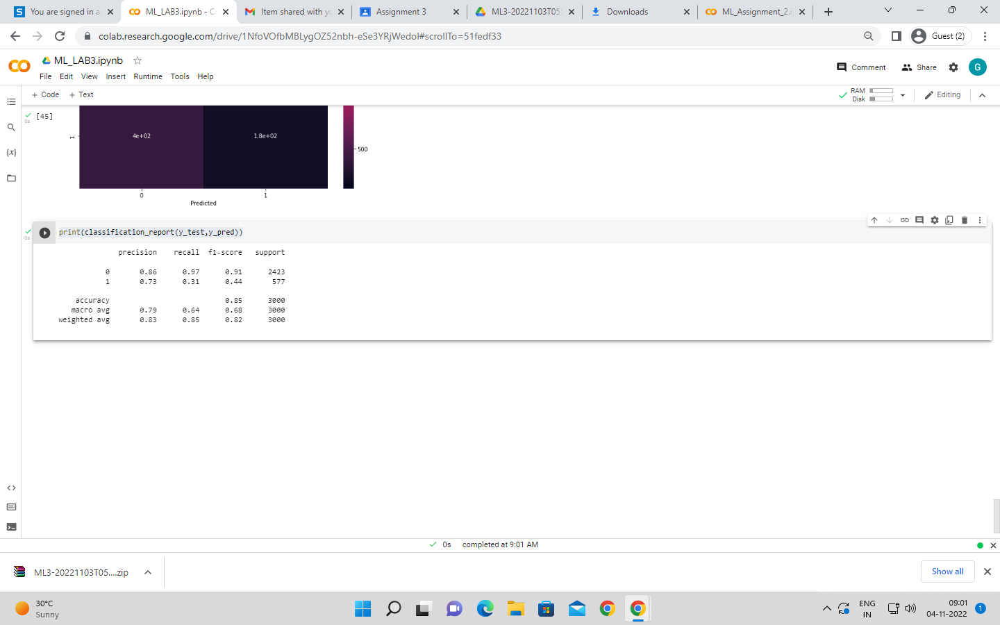 You are signed in a
ML_LAB3.ipynb - C
Item shared with yo
Assignment 3
ML3-20221103T05
Downloads
ML_Assignment_2.i
colab.research.google.com/drive/1NfoVOfbMBLygOZ52nbh-eSe3YRjWedoI#scrollTo=51fedf33
Guest (2)
ML_LAB3.ipynb
File Edit View Insert Runtime Tools Help
Comment
Share
G
+ Code + Text
RAM
Disk
Editing
0s
[45]
1
4e+02
1.8e+02
500
0
1
Predicted
0s
print(classification_report(y_test,y_pred))
precision recall f1-score support
0 0.86 0.97 0.91 2423
1 0.73 0.31 0.44 577
accuracy 0.85 3000
macro avg 0.79 0.64 0.68 3000
weighted avg 0.83 0.85 0.82 3000
{x}
0s completed at 9:01 AM
ML3-20221103T05....zip
Show all
30°C
Sunny
ENG
IN
09:01
04-11-2022
1